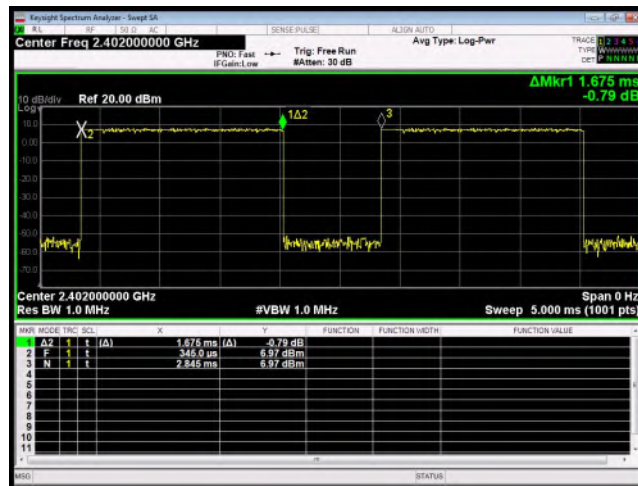 Keysight Spectrum Analyzer - Swept SA
RL RF 50 Ω AC SENSE:PULSE ALIGN AUTO
Center Freq 2.402000000 GHz
PNO: Fast
IFGain:Low
Trig: Free Run
#Atten: 30 dB
Avg Type: Log-Pwr
TRACE 1 2 3 4 5
TYPE
DET P N N N N
ΔMkr1 1.675 ms
-0.79 dB
10 dB/div Ref 20.00 dBm
Log
10.0
0.00
-10.0
-20.0
-30.0
-40.0
-50.0
-60.0
-70.0
2
1Δ2
3
Center 2.402000000 GHz Span 0 Hz
Res BW 1.0 MHz #VBW 1.0 MHz Sweep 5.000 ms (1001 pts)
MKR MODE TRC SCL X Y FUNCTION FUNCTION WIDTH FUNCTION VALUE
1 Δ2 1 t (Δ) 1.675 ms (Δ) -0.79 dB
2 F 1 t 345.0 µs 6.97 dBm
3 N 1 t 2.845 ms 6.97 dBm
4
5
6
7
8
9
10
11
MSG STATUS